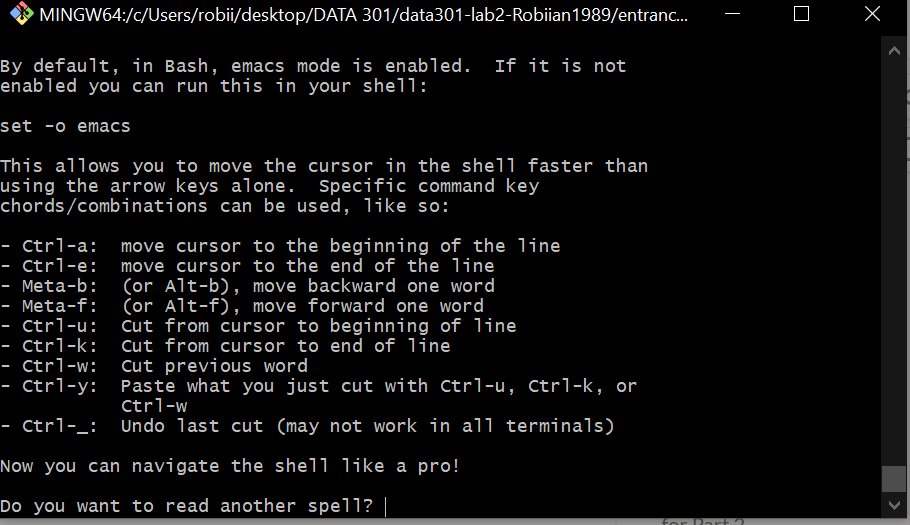 MINGW64:/c/Users/robii/desktop/DATA 301/data301-lab2-Robiian1989/entranc...
By default, in Bash, emacs mode is enabled.  If it is not
enabled you can run this in your shell:
set -o emacs
This allows you to move the cursor in the shell faster than
using the arrow keys alone.  Specific command key
chords/combinations can be used, like so:
- Ctrl-a:  move cursor to the beginning of the line
- Ctrl-e:  move cursor to the end of the line
- Meta-b:  (or Alt-b), move backward one word
- Meta-f:  (or Alt-f), move forward one word
- Ctrl-u:  Cut from cursor to beginning of line
- Ctrl-k:  Cut from cursor to end of line
- Ctrl-w:  Cut previous word
- Ctrl-y:  Paste what you just cut with Ctrl-u, Ctrl-k, or
Ctrl-w
- Ctrl-_:  Undo last cut (may not work in all terminals)
Now you can navigate the shell like a pro!
Do you want to read another spell?
for Part 2